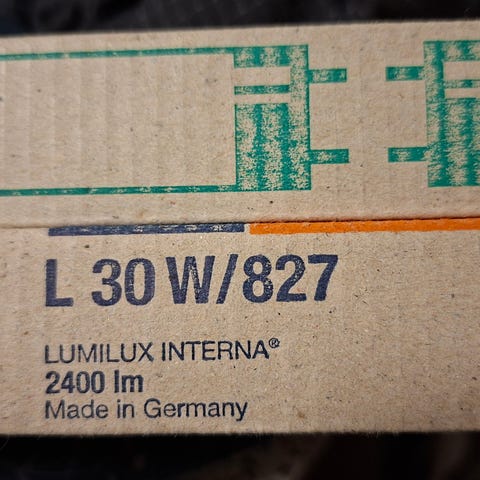 L 30 W/827
LUMILUX INTERNA®
2400 lm
Made in Germany